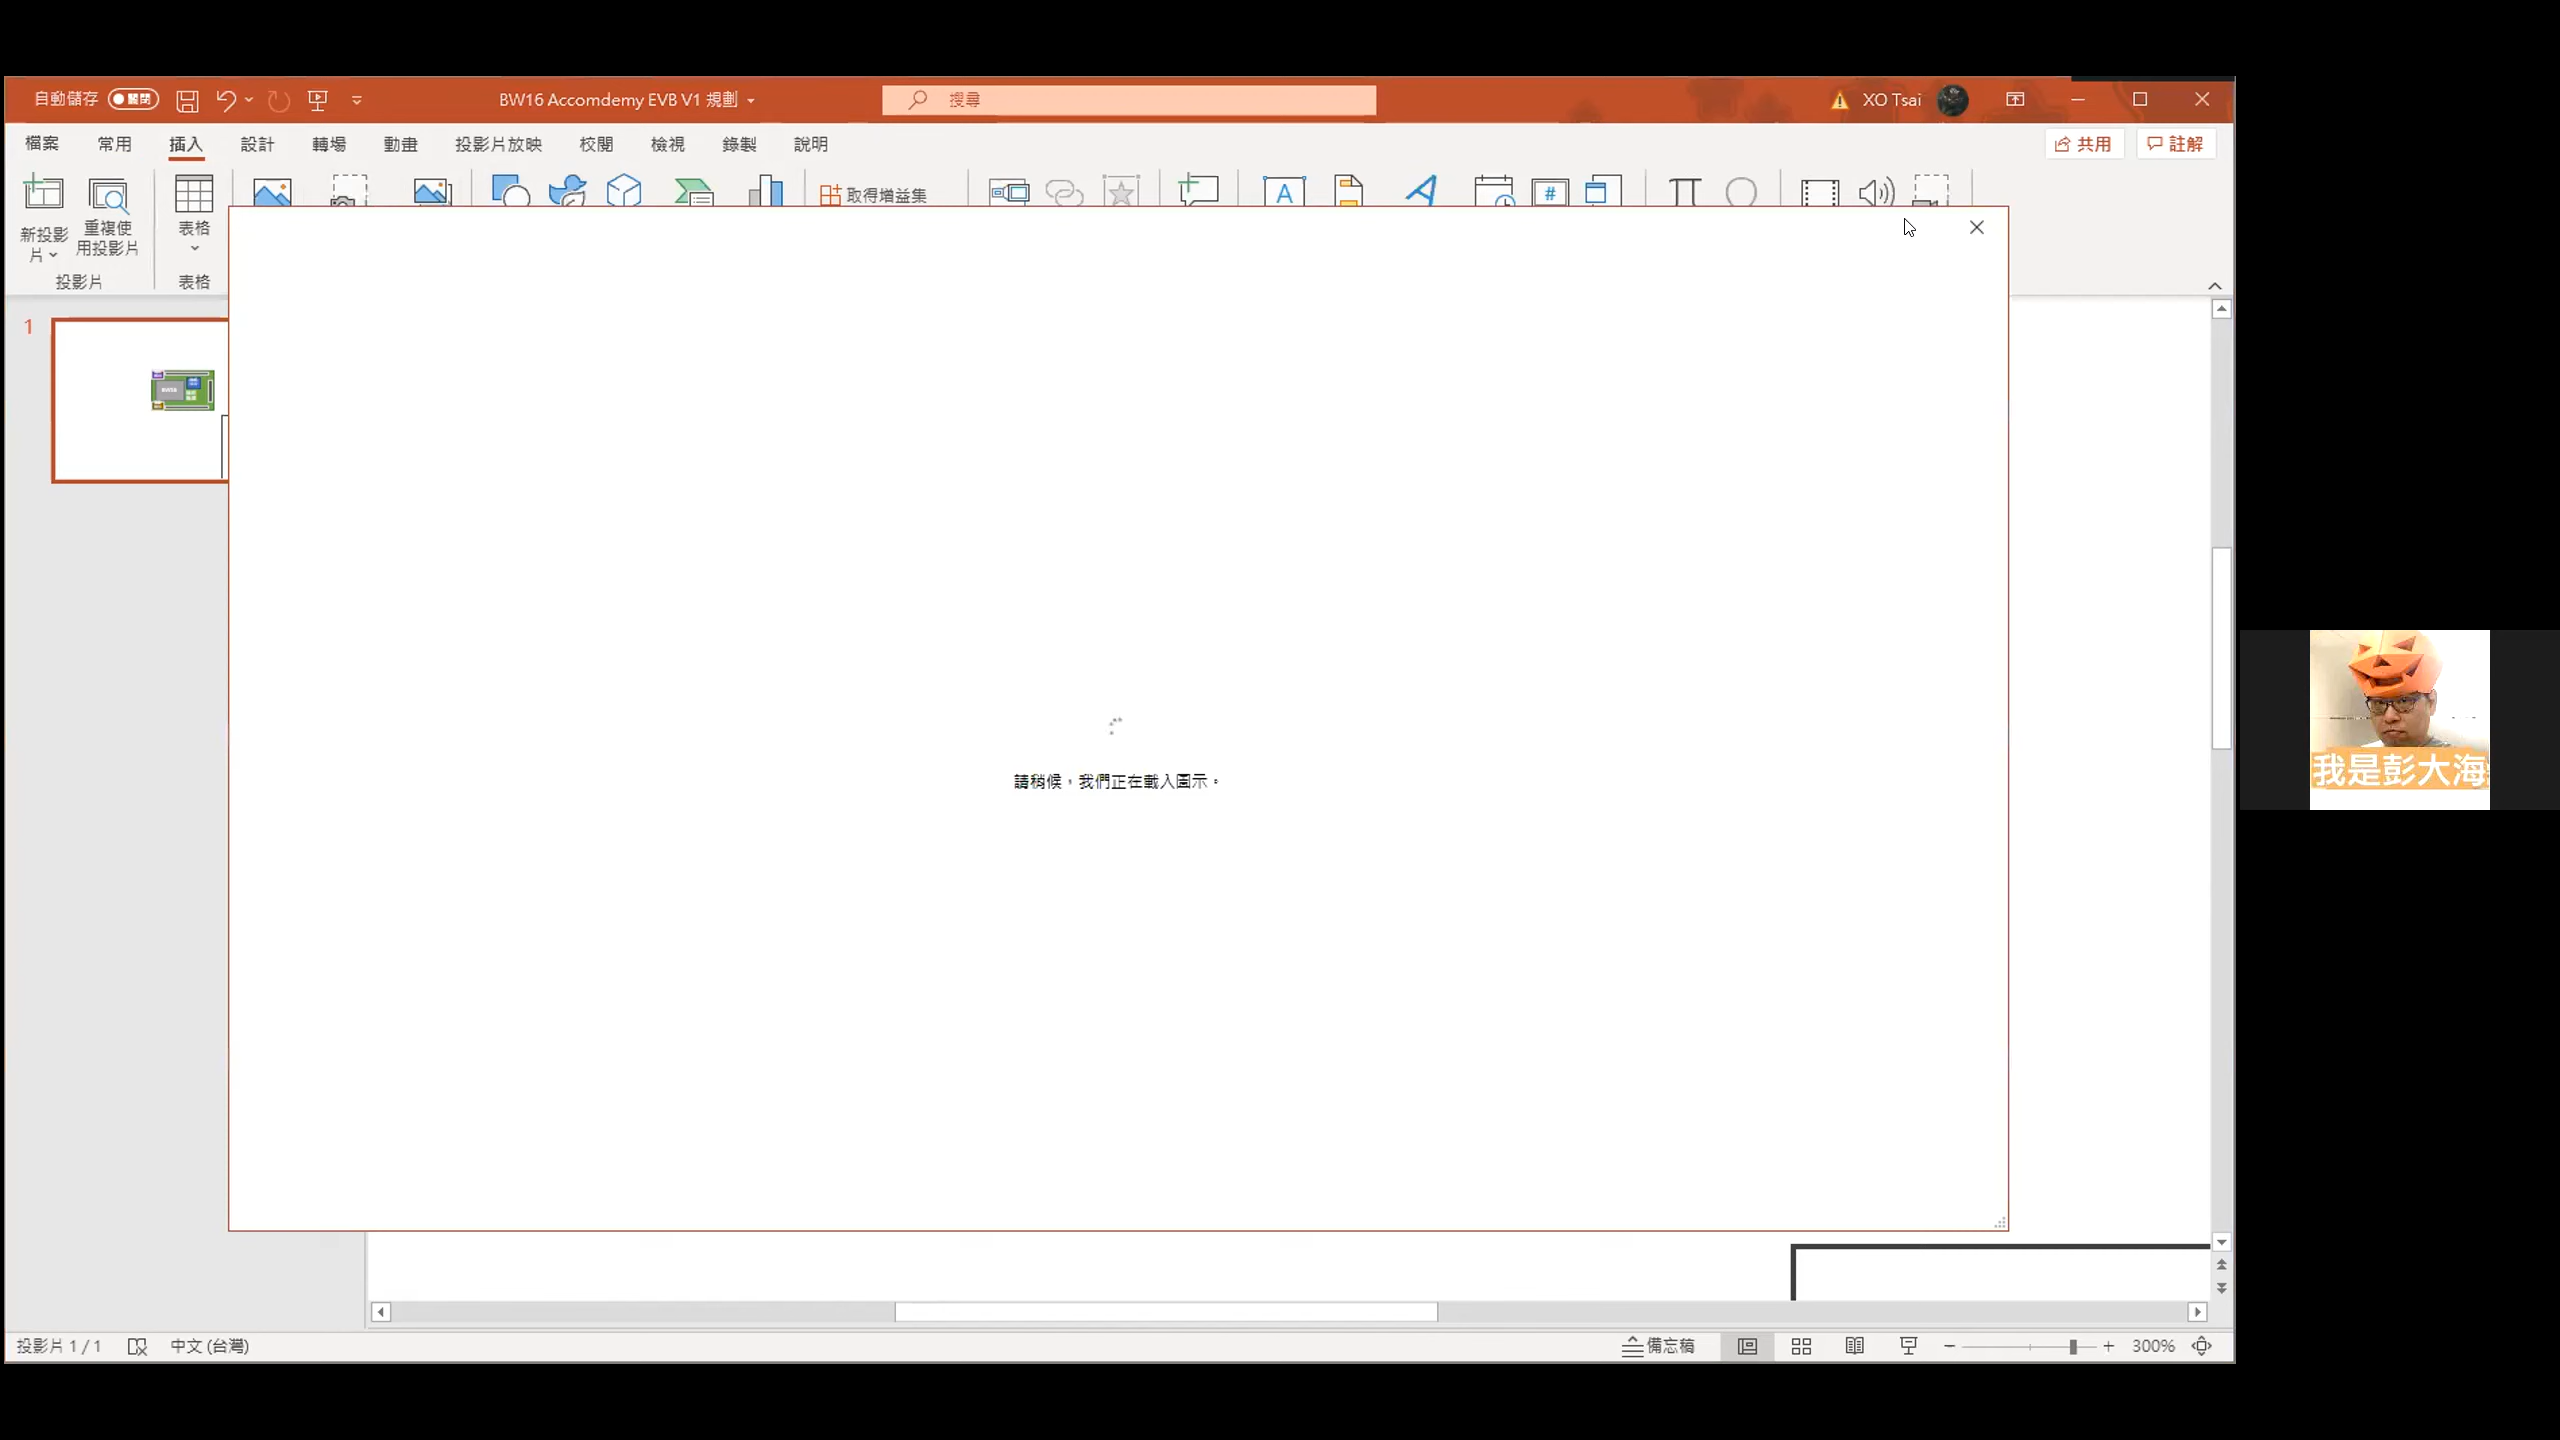 自動儲存 關閉 BW16 Accomdemy EVB V1 規劃 搜尋 XO Tsai
檔案 常用 插入 設計 轉場 動畫 投影片放映 校閱 檢視 錄製 說明 共用 註解
取得增益集
新投影片
重複使用投影片
表格
投影片 表格
1
請稍候，我們正在載入圖示。
我是彭大海
投影片 1 / 1 中文 (台灣) 備忘稿 300%